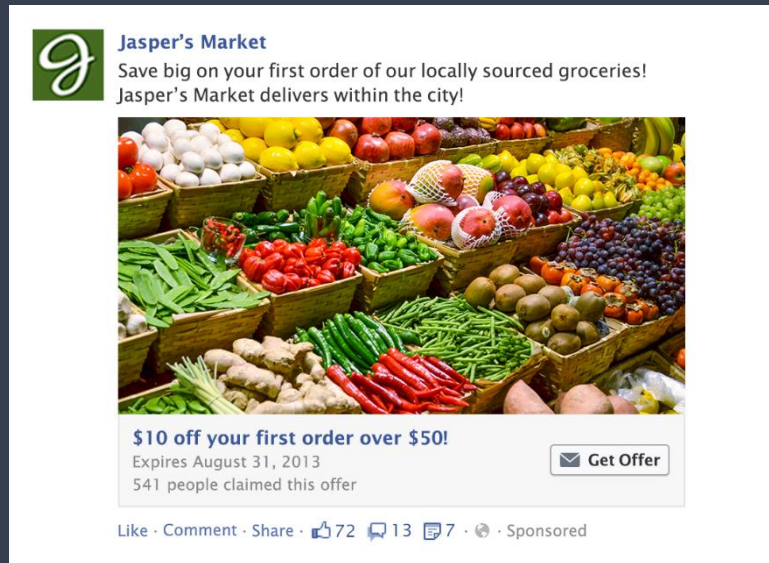 Jasper's Market
Save big on your first order of our locally sourced groceries!
Jasper's Market delivers within the city!
$10 off your first order over $50!
Expires August 31, 2013
541 people claimed this offer
Get Offer
Like · Comment · Share · 72 13 7 · · Sponsored